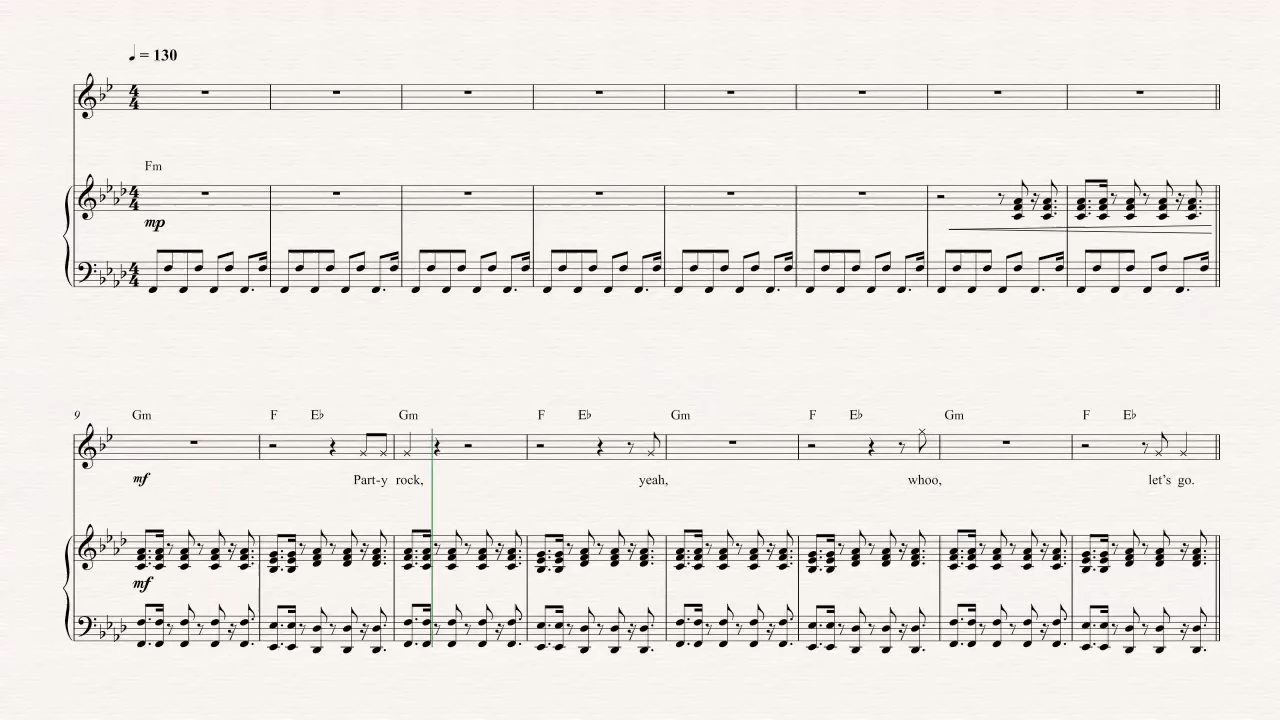 ♩ = 130
Fm
mp
9 Gm F E♭ Gm F E♭ Gm F E♭ Gm F E♭
mf Part-y rock, yeah, whoo, let's go.
mf